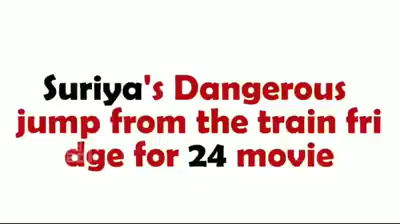 Suriya's Dangerous
jump from the train fri
dge for 24 movie